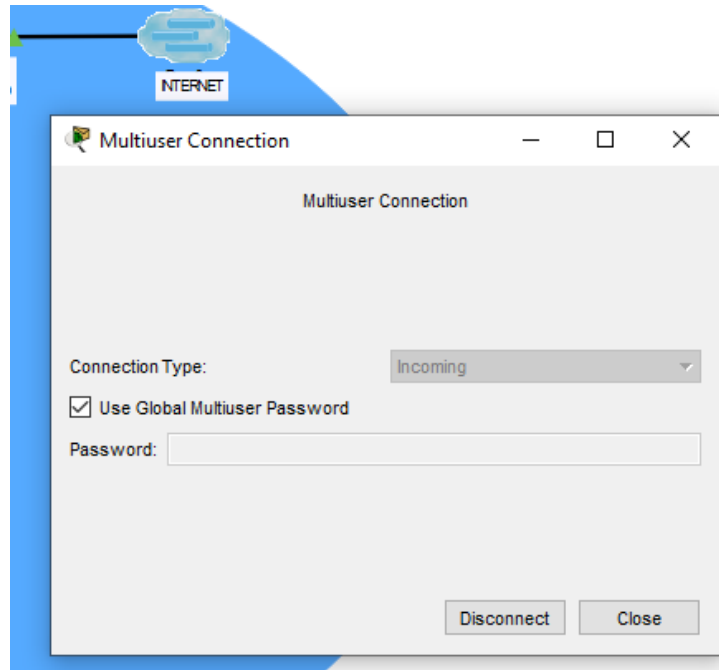 INTERNET
Multiuser Connection
Multiuser Connection
Connection Type: Incoming
Use Global Multiuser Password
Password:
Disconnect Close